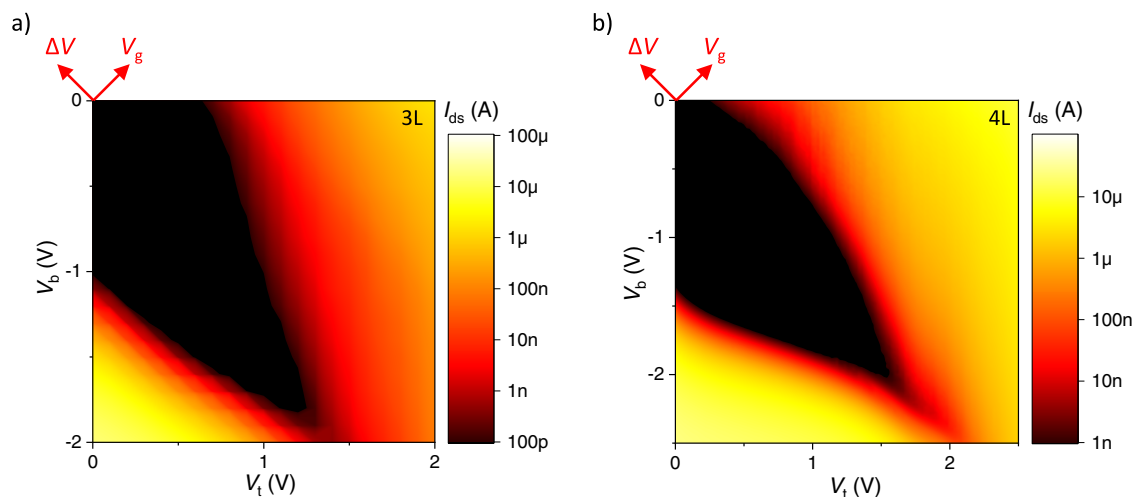 a)
ΔV
Vg
3L
Ids (A)
100µ
10µ
1µ
100n
10n
1n
100p
0
-1
-2
Vb (V)
0
1
2
Vt (V)
b)
ΔV
Vg
4L
Ids (A)
10µ
1µ
100n
10n
1n
0
-1
-2
Vb (V)
0
1
2
Vt (V)